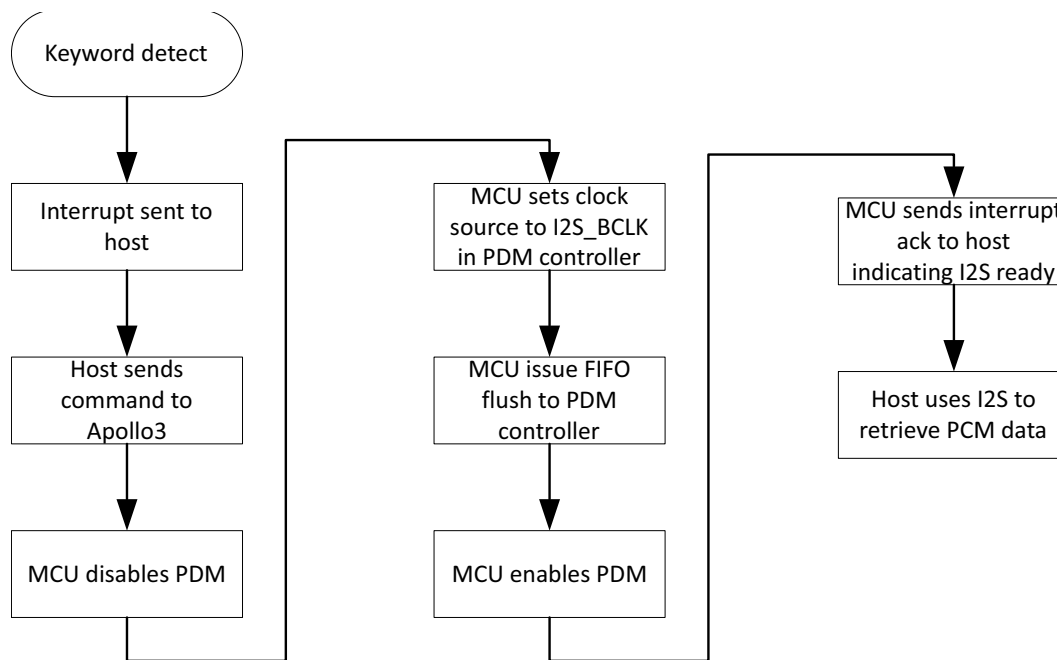 Keyword detect
Interrupt sent to
host
Host sends
command to
Apollo3
MCU disables PDM
MCU sets clock
source to I2S_BCLK
in PDM controller
MCU issue FIFO
flush to PDM
controller
MCU enables PDM
MCU sends interrupt
ack to host
indicating I2S ready
Host uses I2S to
retrieve PCM data